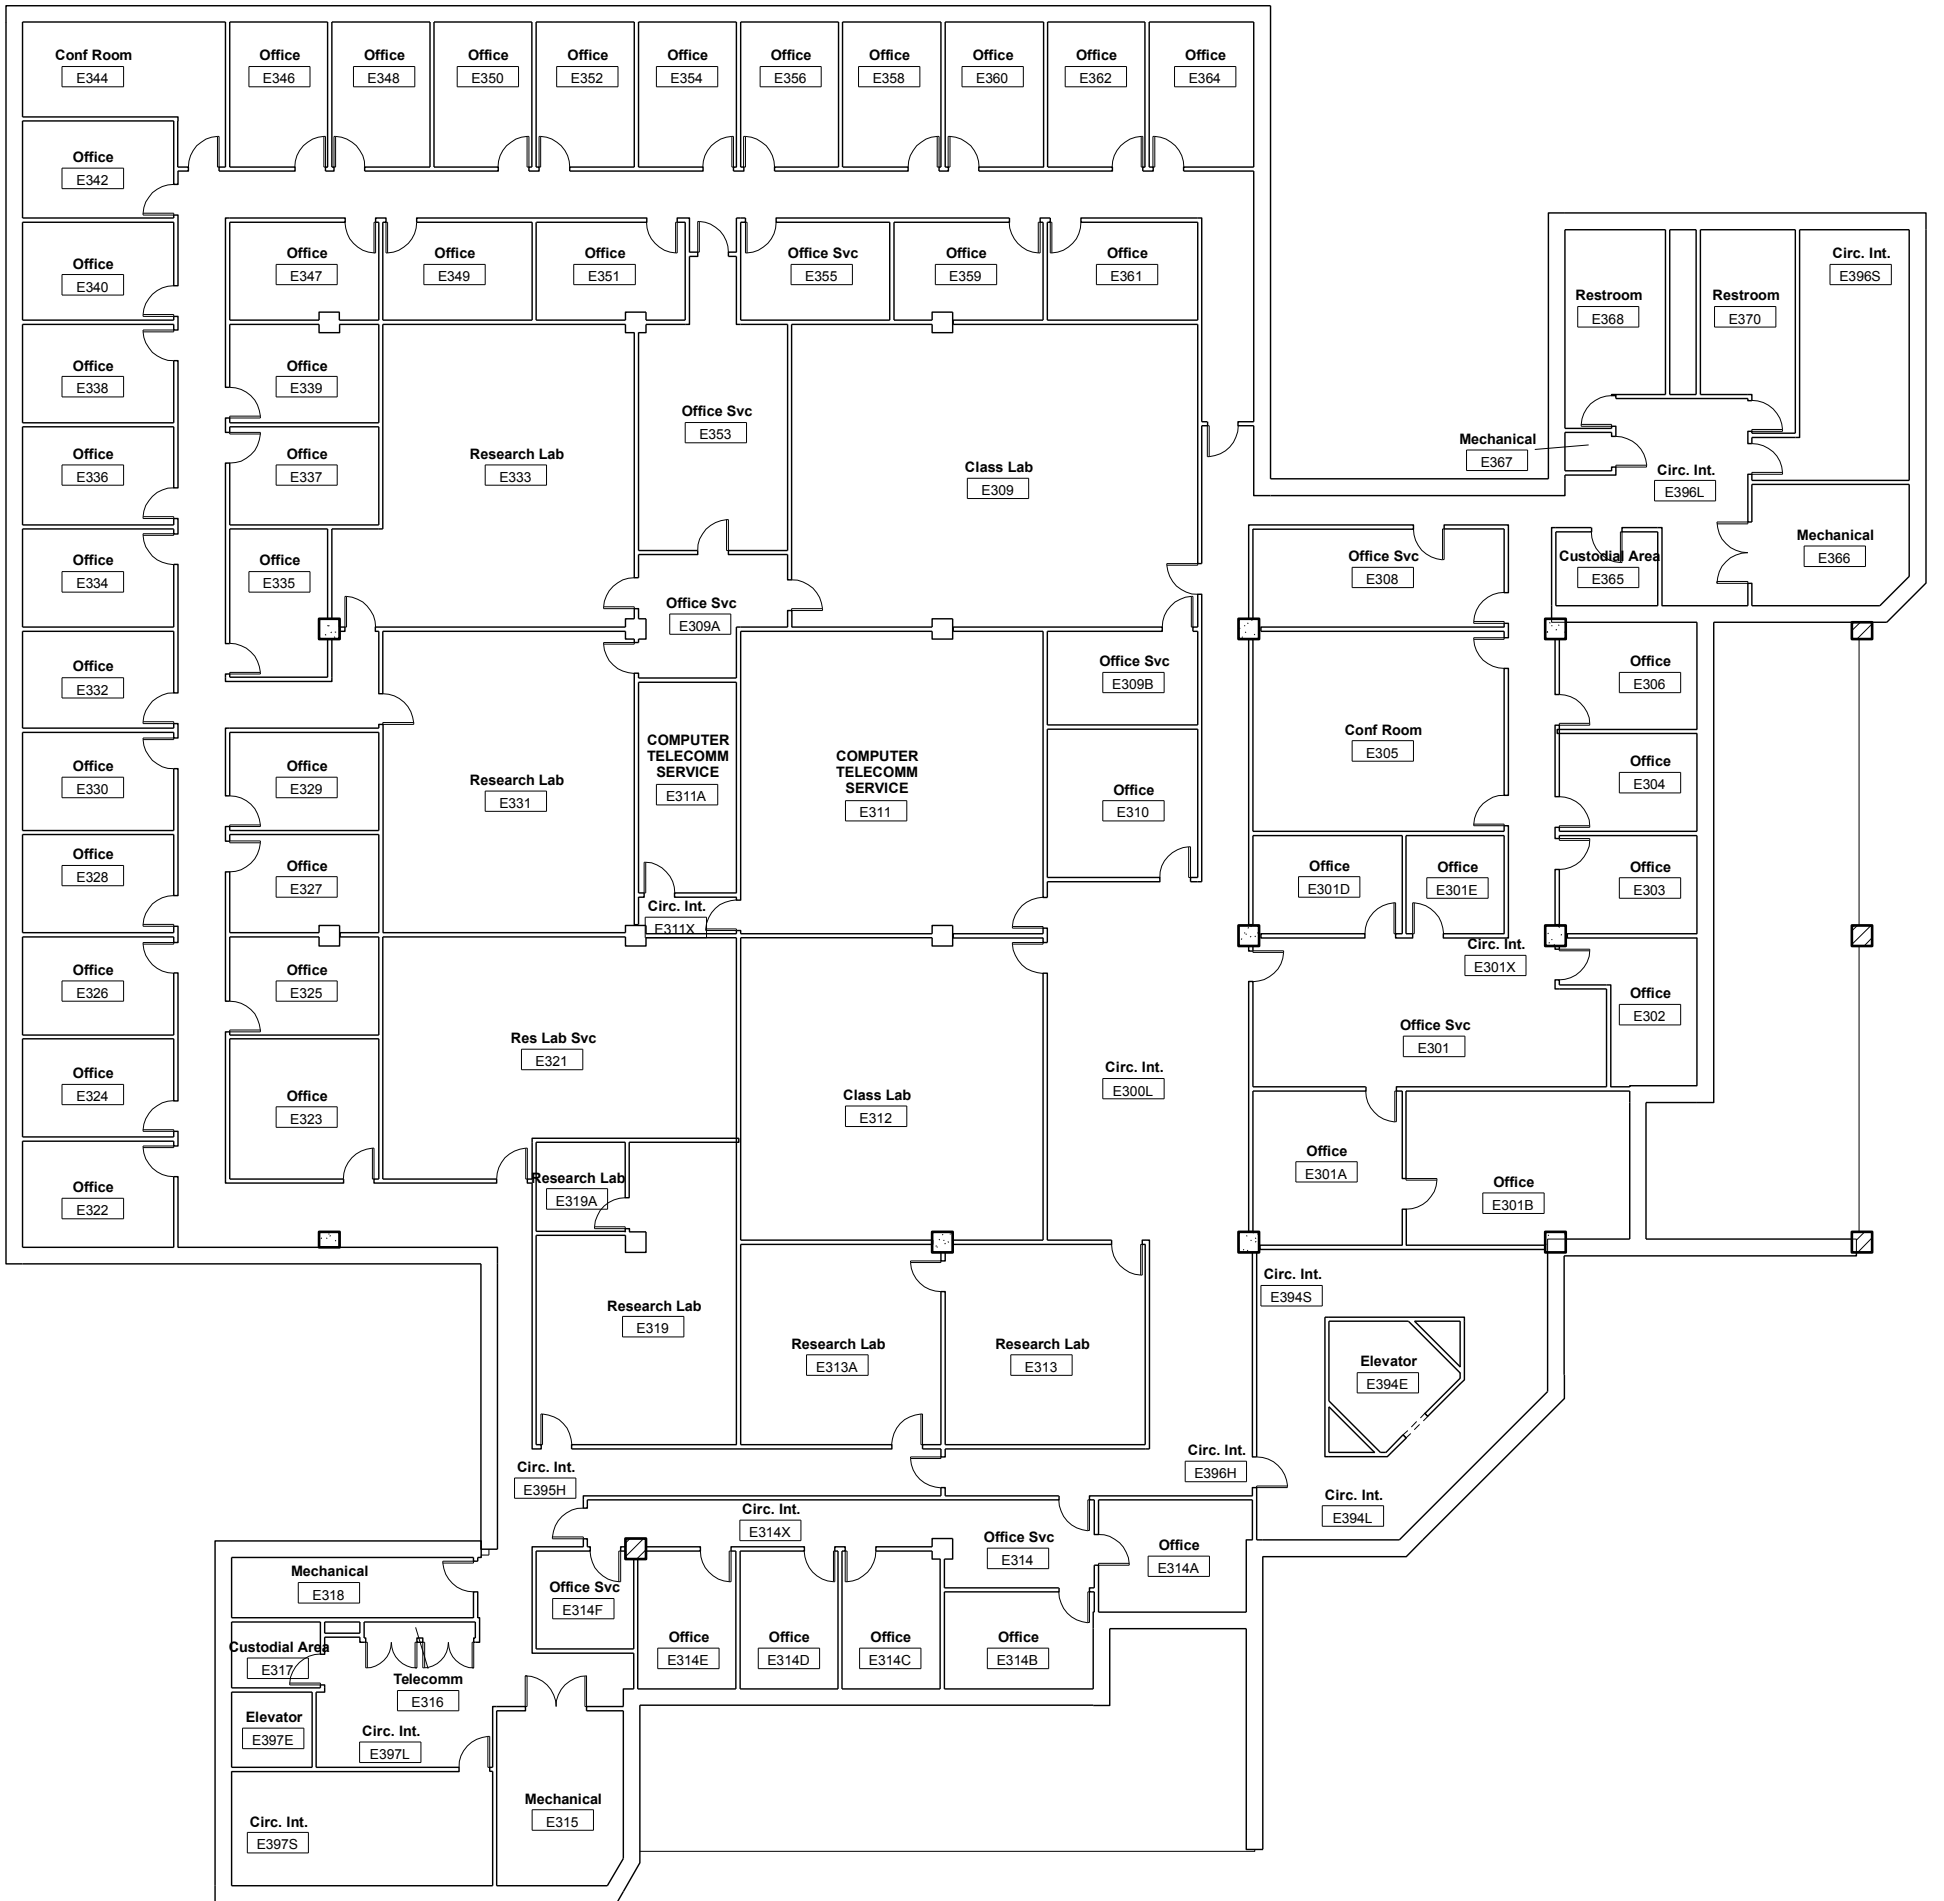 Conf Room
E344
Office
E346
Office
E348
Office
E350
Office
E352
Office
E354
Office
E356
Office
E358
Office
E360
Office
E362
Office
E364
Office
E342
Office
E340
Office
E347
Office
E349
Office
E351
Office Svc
E355
Office
E359
Office
E361
Circ. Int.
E396S
Restroom
E368
Restroom
E370
Office
E338
Office
E339
Office Svc
E353
Office
E336
Office
E337
Research Lab
E333
Class Lab
E309
Mechanical
E367
Circ. Int.
E396L
Office
E334
Office
E335
Office Svc
E309A
Office Svc
E308
Custodial Area
E365
Mechanical
E366
Office
E332
Office Svc
E309B
Office
E306
Office
E330
Office
E329
Research Lab
E331
COMPUTER
TELECOMM
SERVICE
E311A
COMPUTER
TELECOMM
SERVICE
E311
Office
E310
Conf Room
E305
Office
E304
Office
E328
Office
E327
Circ. Int.
E311X
Office
E301D
Office
E301E
Office
E303
Office
E326
Office
E325
Circ. Int.
E301X
Office
E302
Res Lab Svc
E321
Office Svc
E301
Office
E324
Office
E323
Class Lab
E312
Circ. Int.
E300L
Office
E322
Research Lab
E319A
Office
E301A
Office
E301B
Circ. Int.
E394S
Research Lab
E319
Research Lab
E313A
Research Lab
E313
Elevator
E394E
Circ. Int.
E395H
Circ. Int.
E396H
Circ. Int.
E394L
Circ. Int.
E314X
Office Svc
E314
Office
E314A
Mechanical
E318
Office Svc
E314F
Custodial Area
E317
Office
E314E
Office
E314D
Office
E314C
Office
E314B
Telecomm
E316
Elevator
E397E
Circ. Int.
E397L
Circ. Int.
E397S
Mechanical
E315